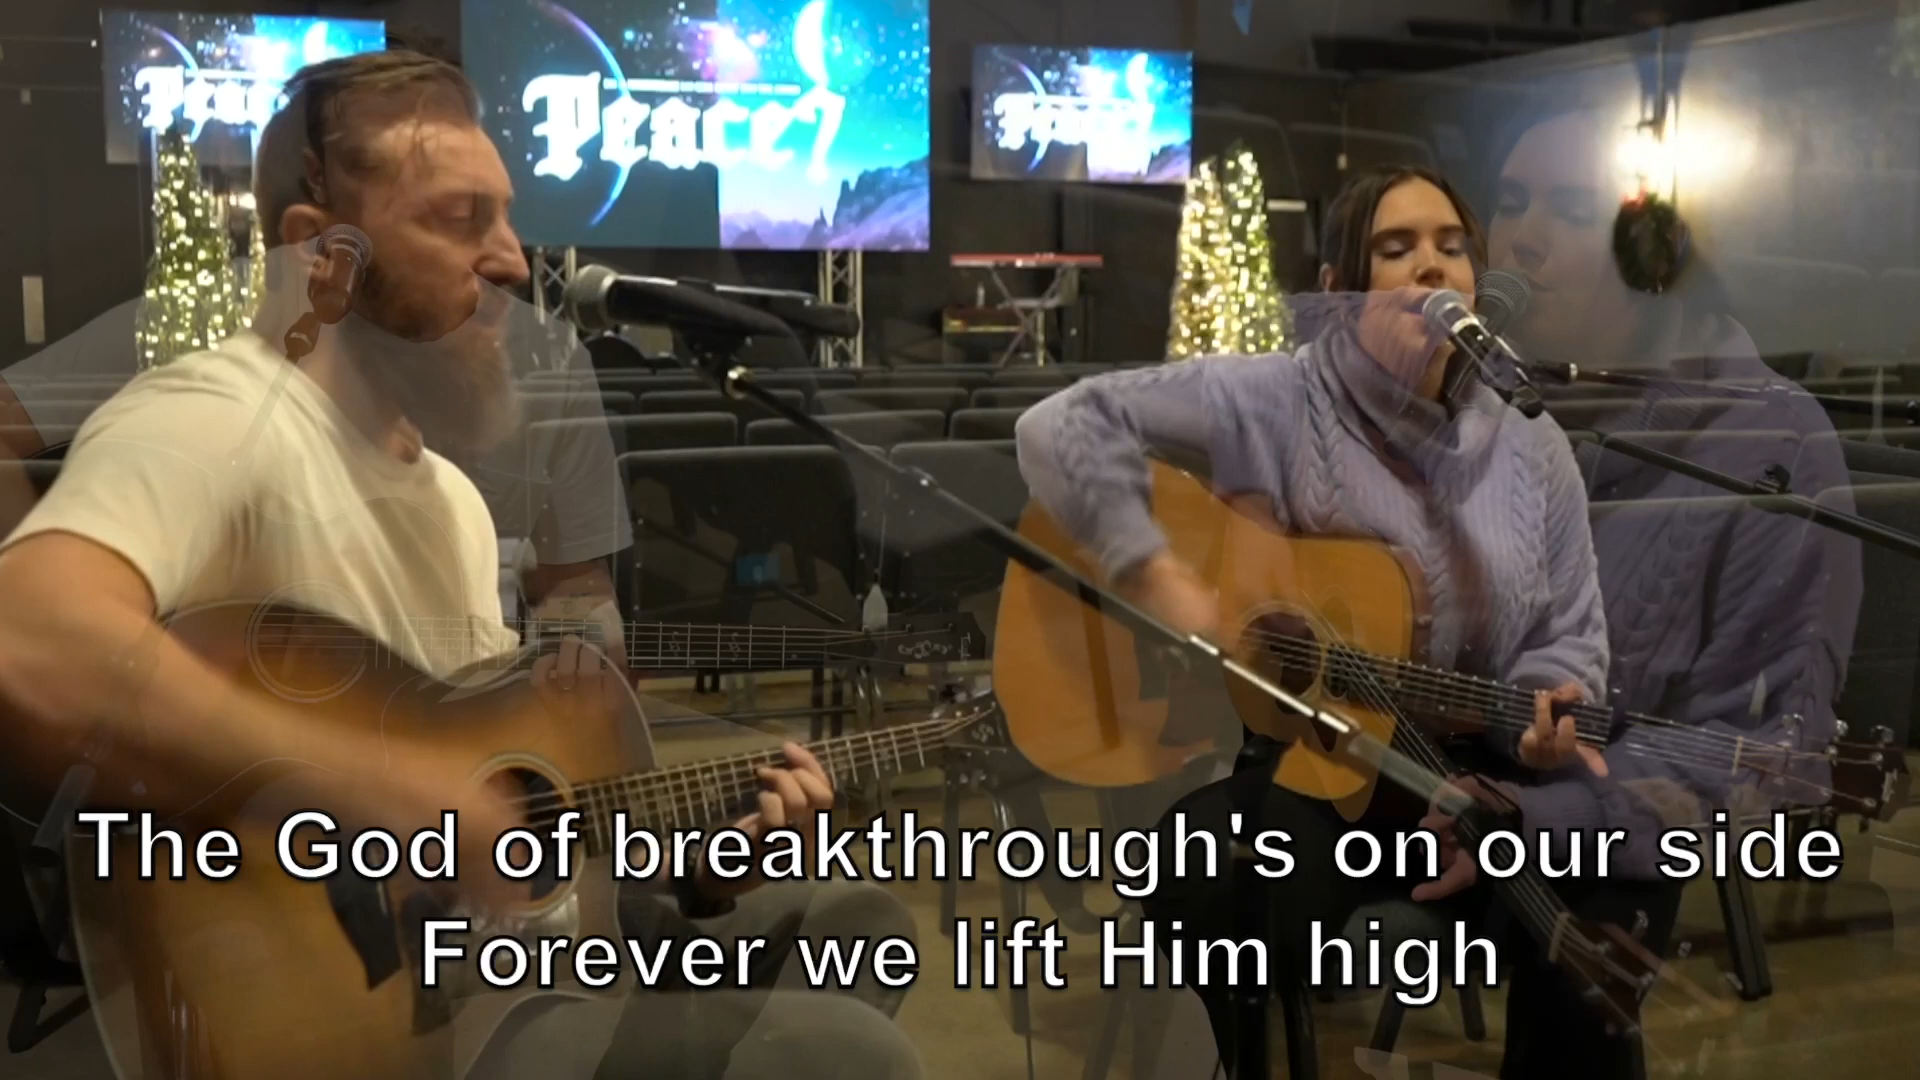 Peace?
Peace?
Peace?
The God of breakthrough's on our side
Forever we lift Him high